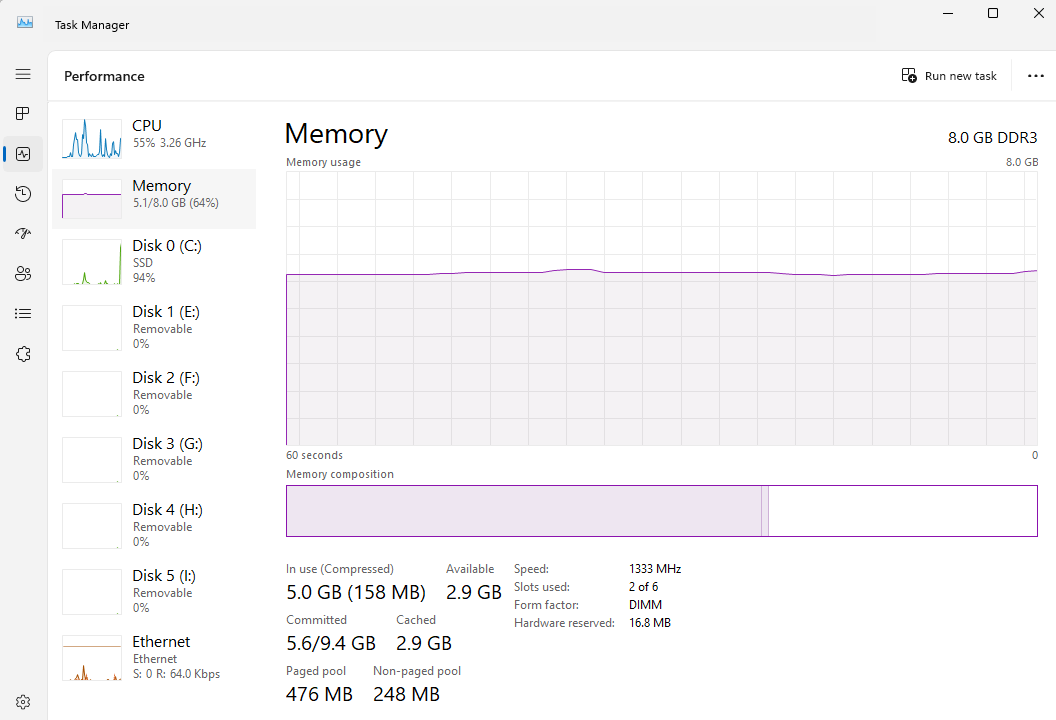 Task Manager
Performance
Run new task
CPU
55% 3.26 GHz
Memory
5.1/8.0 GB (64%)
Disk 0 (C:)
SSD
94%
Disk 1 (E:)
Removable
0%
Disk 2 (F:)
Removable
0%
Disk 3 (G:)
Removable
0%
Disk 4 (H:)
Removable
0%
Disk 5 (I:)
Removable
0%
Ethernet
Ethernet
S: 0 R: 64.0 Kbps
Memory
8.0 GB DDR3
Memory usage
8.0 GB
60 seconds
0
Memory composition
In use (Compressed)
5.0 GB (158 MB)
Available
2.9 GB
Committed
5.6/9.4 GB
Cached
2.9 GB
Paged pool
476 MB
Non-paged pool
248 MB
Speed: 1333 MHz
Slots used: 2 of 6
Form factor: DIMM
Hardware reserved: 16.8 MB